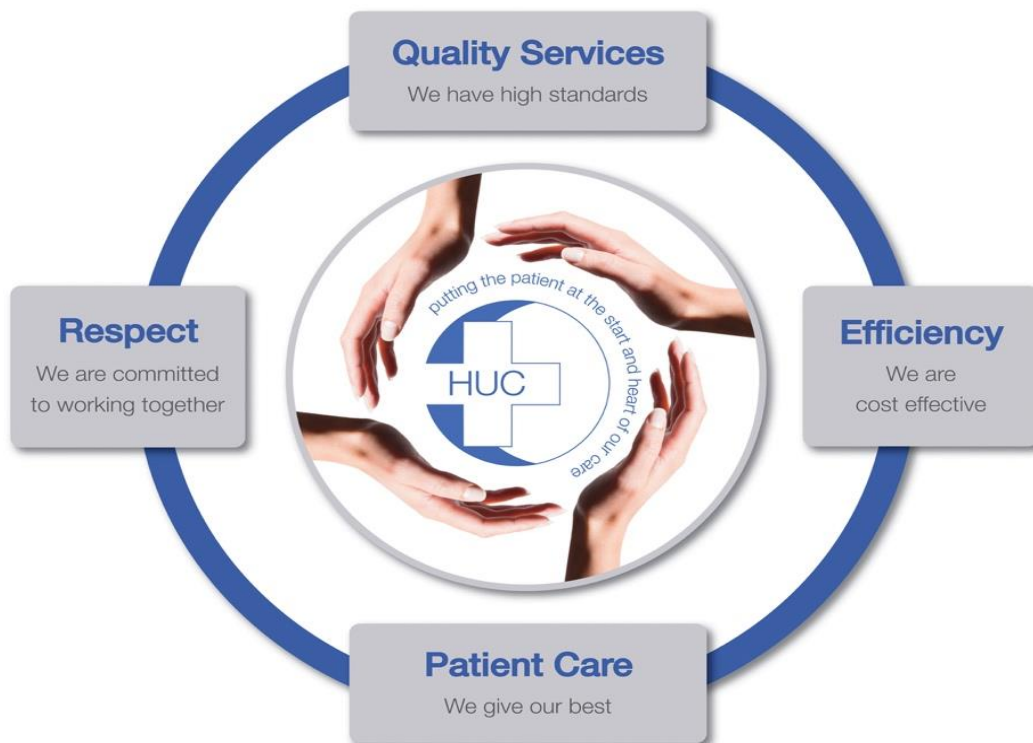 Quality Services
We have high standards
Respect
We are committed
to working together
putting the patient at the start and heart of our care
HUC
Efficiency
We are
cost effective
Patient Care
We give our best